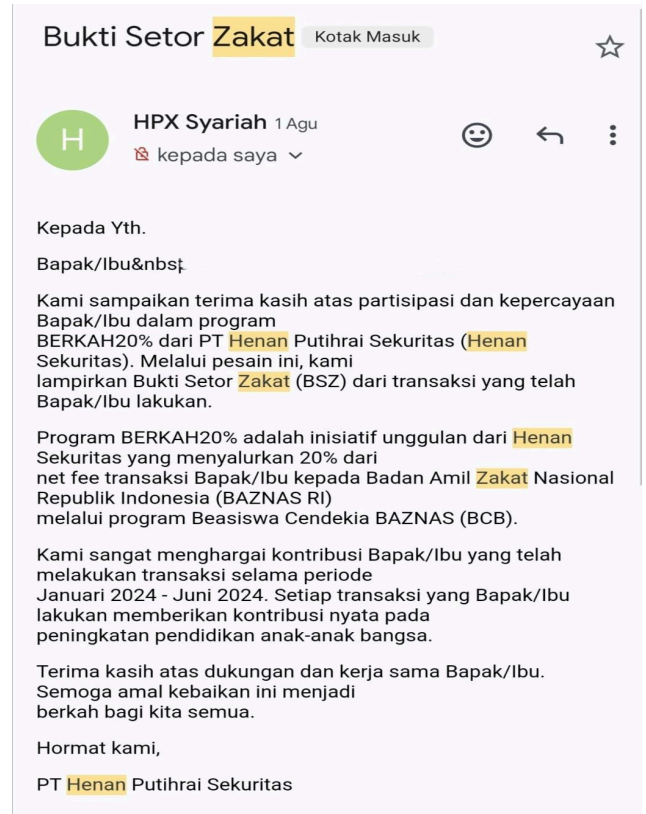 Bukti Setor Zakat Kotak Masuk
H
HPX Syariah 1 Agu
kepada saya
Kepada Yth.
Bapak/Ibu&nbs
Kami sampaikan terima kasih atas partisipasi dan kepercayaan
Bapak/Ibu dalam program
BERKAH20% dari PT Henan Putihrai Sekuritas (Henan
Sekuritas). Melalui pesain ini, kami
lampirkan Bukti Setor Zakat (BSZ) dari transaksi yang telah
Bapak/Ibu lakukan.
Program BERKAH20% adalah inisiatif unggulan dari Henan
Sekuritas yang menyalurkan 20% dari
net fee transaksi Bapak/Ibu kepada Badan Amil Zakat Nasional
Republik Indonesia (BAZNAS RI)
melalui program Beasiswa Cendekia BAZNAS (BCB).
Kami sangat menghargai kontribusi Bapak/Ibu yang telah
melakukan transaksi selama periode
Januari 2024 - Juni 2024. Setiap transaksi yang Bapak/Ibu
lakukan memberikan kontribusi nyata pada
peningkatan pendidikan anak-anak bangsa.
Terima kasih atas dukungan dan kerja sama Bapak/Ibu.
Semoga amal kebaikan ini menjadi
berkah bagi kita semua.
Hormat kami,
PT Henan Putihrai Sekuritas